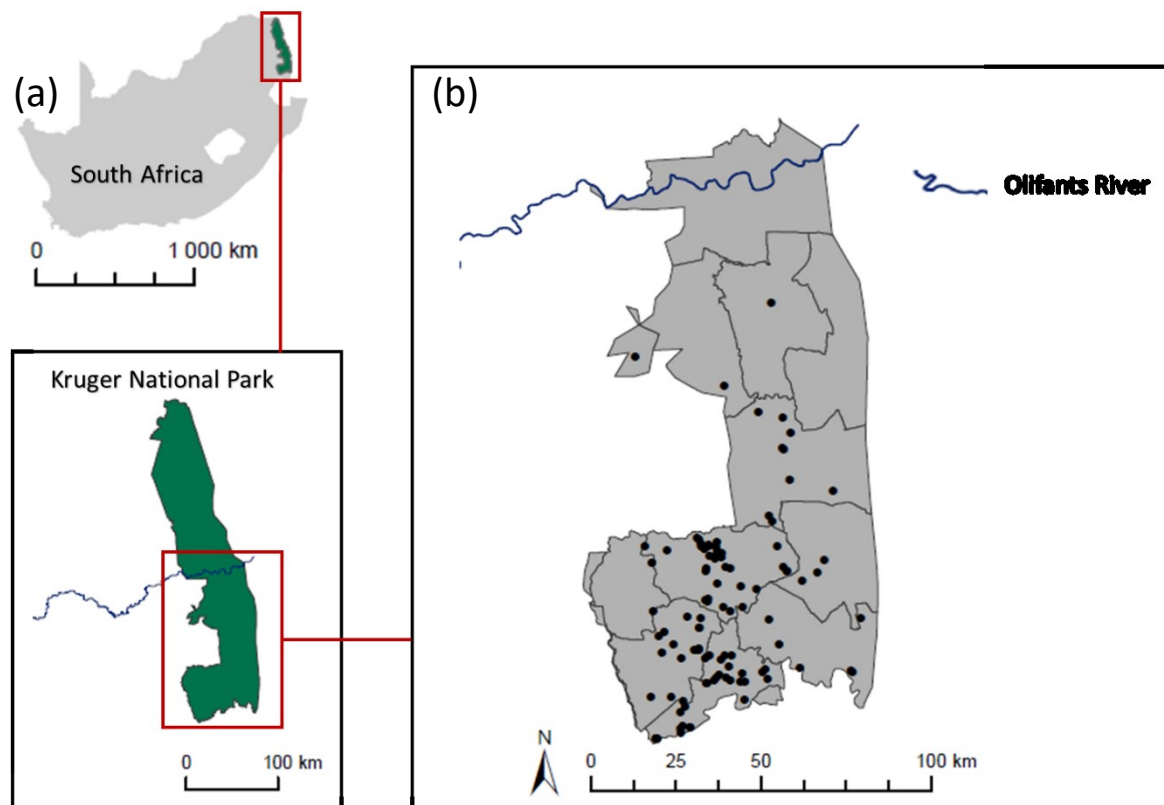 (a)
South Africa
0 1 000 km
Kruger National Park
0 100 km
(b)
Olifants River
N
0 25 50 100 km